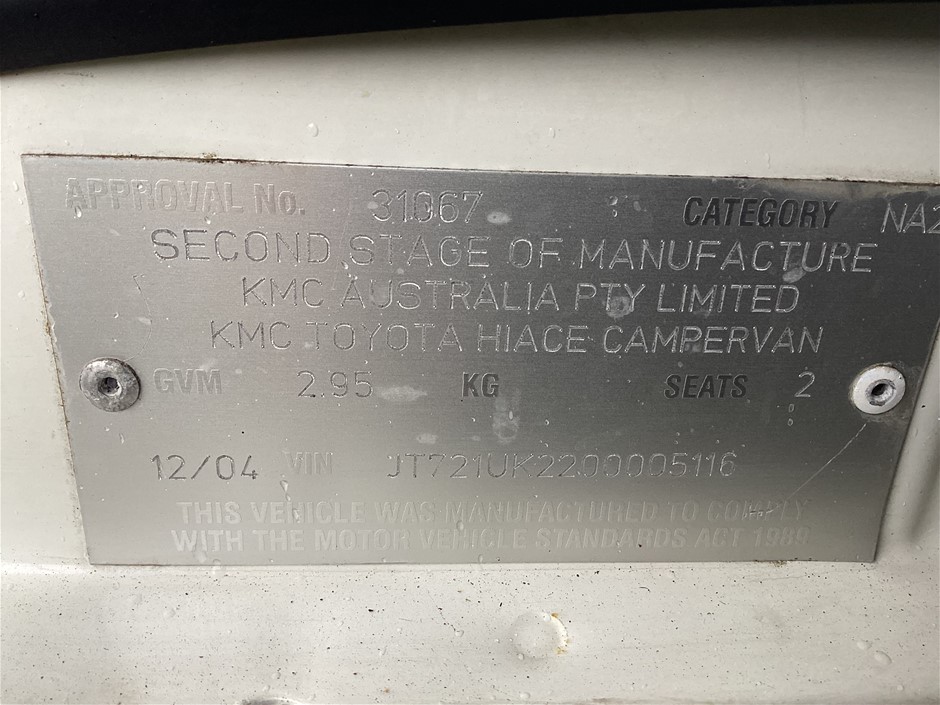 APPROVAL No. 31067 CATEGORY NA2
SECOND STAGE OF MANUFACTURE
KMC AUSTRALIA PTY LIMITED
KMC TOYOTA HIACE CAMPERVAN
GVM 2.95 KG SEATS 2
12/04 VIN JT721UK2200005116
THIS VEHICLE WAS MANUFACTURED TO COMPLY
WITH THE MOTOR VEHICLE STANDARDS ACT 1989